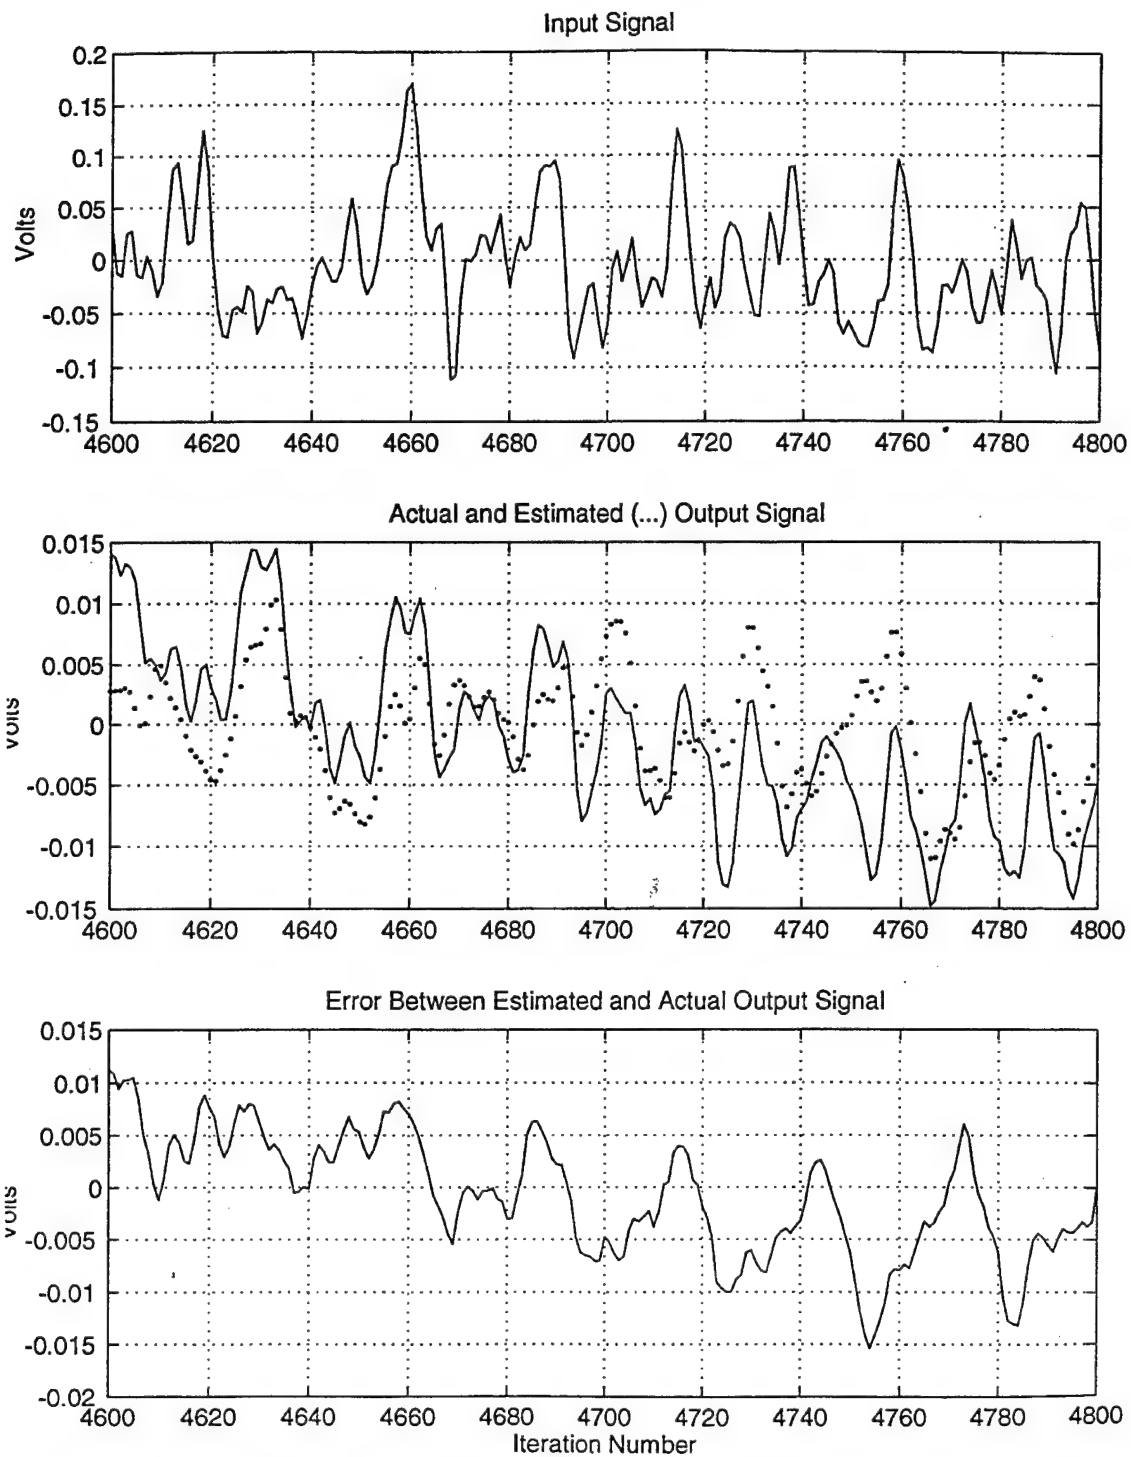 Input Signal
0.2
0.15
0.1
0.05
0
-0.05
-0.1
-0.15
Volts
4600 4620 4640 4660 4680 4700 4720 4740 4760 4780 4800
Actual and Estimated (...) Output Signal
0.015
0.01
0.005
0
-0.005
-0.01
-0.015
Volts
4600 4620 4640 4660 4680 4700 4720 4740 4760 4780 4800
Error Between Estimated and Actual Output Signal
0.015
0.01
0.005
0
-0.005
-0.01
-0.015
-0.02
Volts
4600 4620 4640 4660 4680 4700 4720 4740 4760 4780 4800
Iteration Number